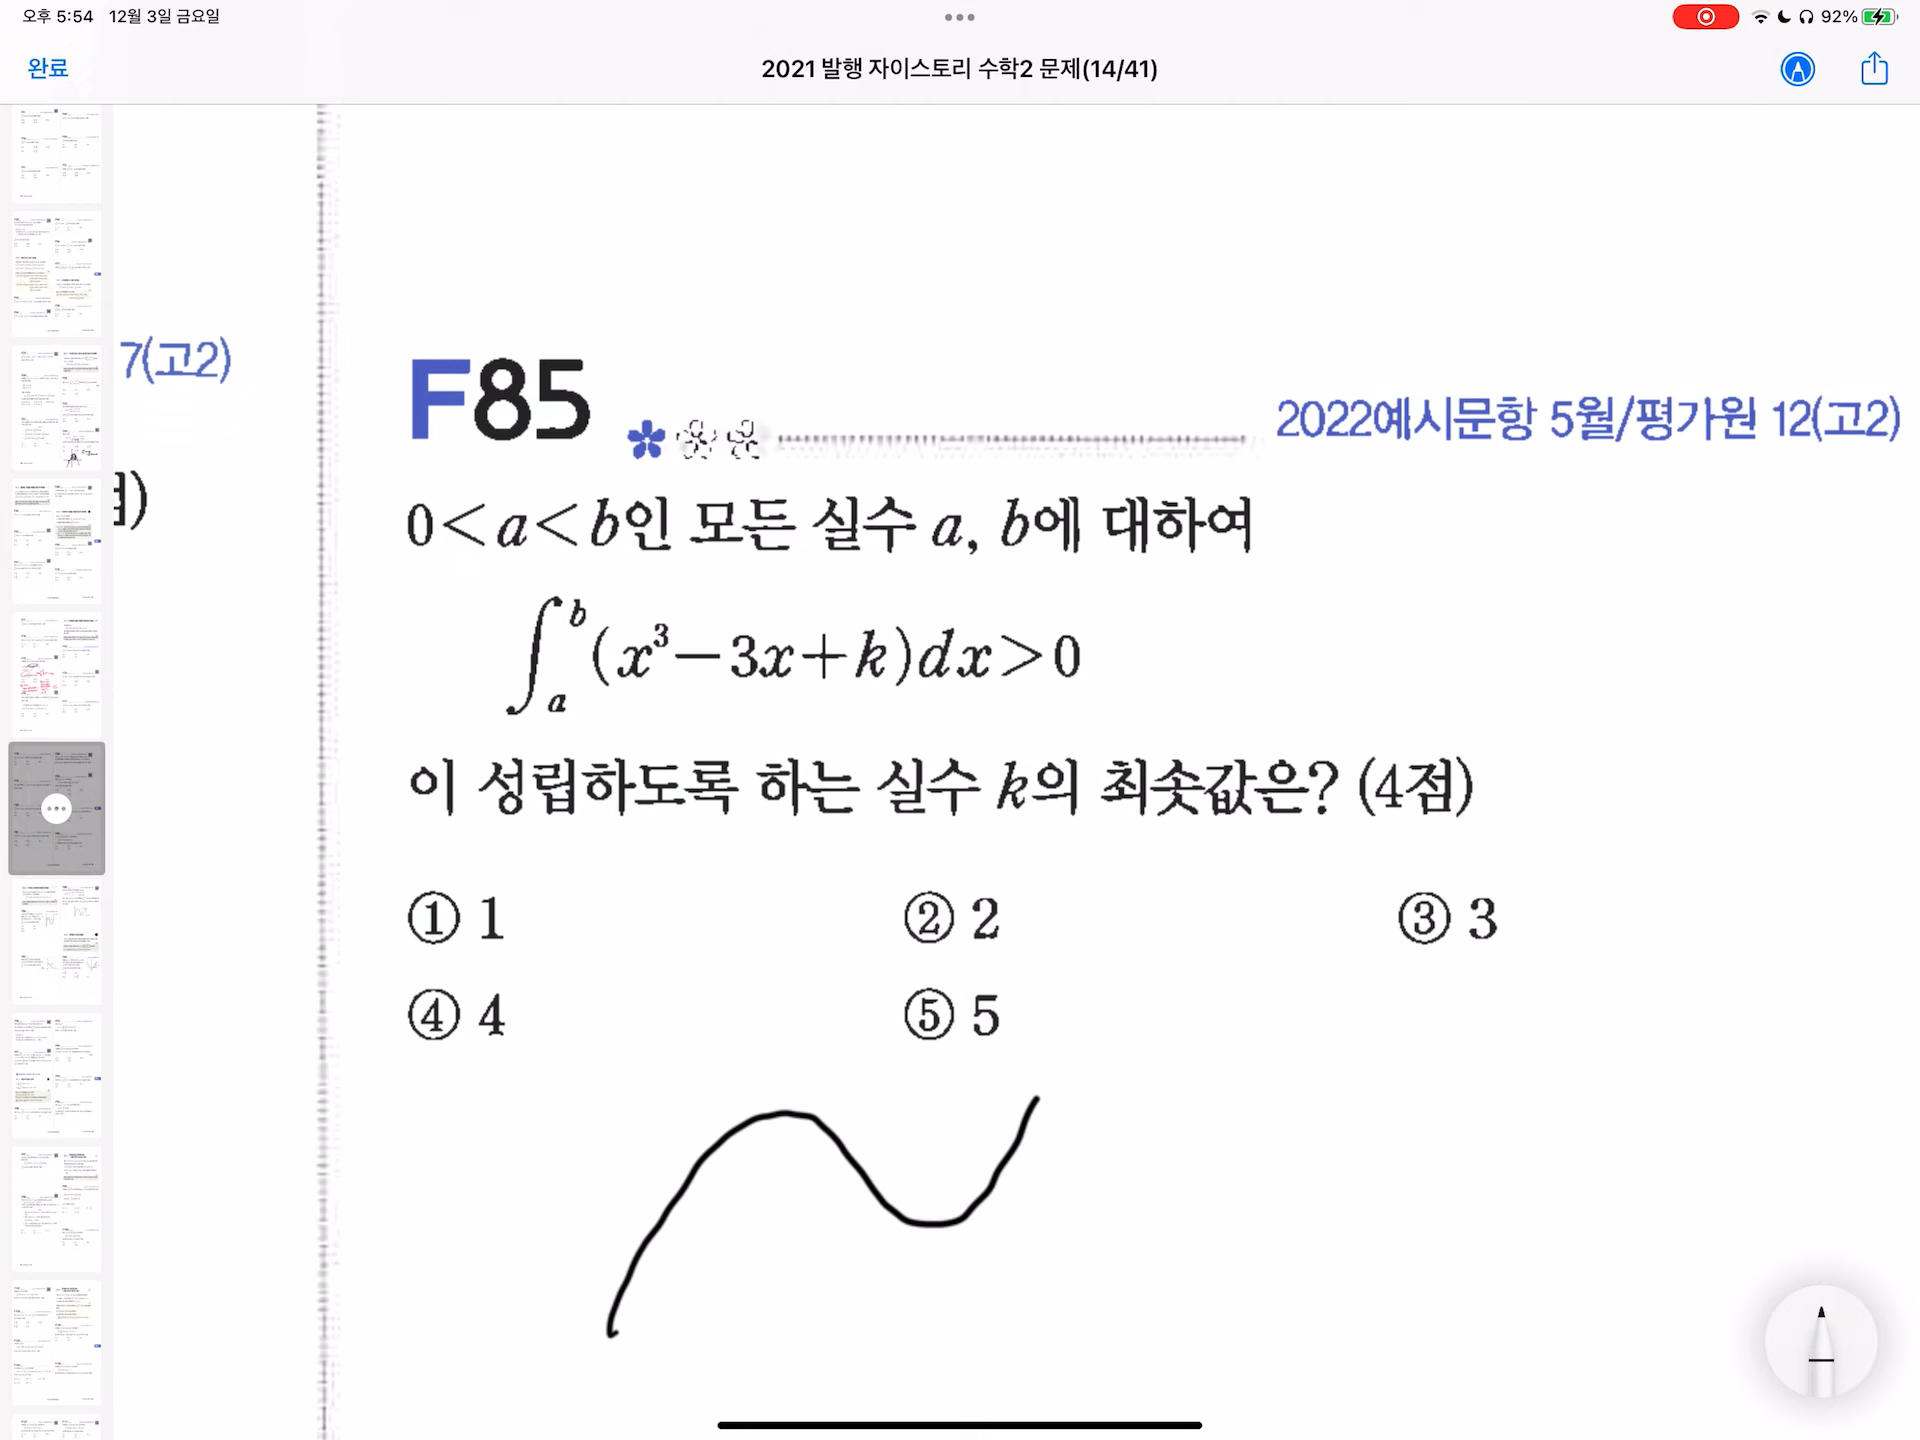 오후 5:54 12월 3일 금요일
92%
완료
2021 발행 자이스토리 수학2 문제(14/41)
7(고2)
F85
2022예시문항 5월/평가원 12(고2)
0<a<b인 모든 실수 a, b에 대하여
∫ₐᵇ(x³−3x+k)dx>0
이 성립하도록 하는 실수 k의 최솟값은? (4점)
① 1 ② 2 ③ 3
④ 4 ⑤ 5